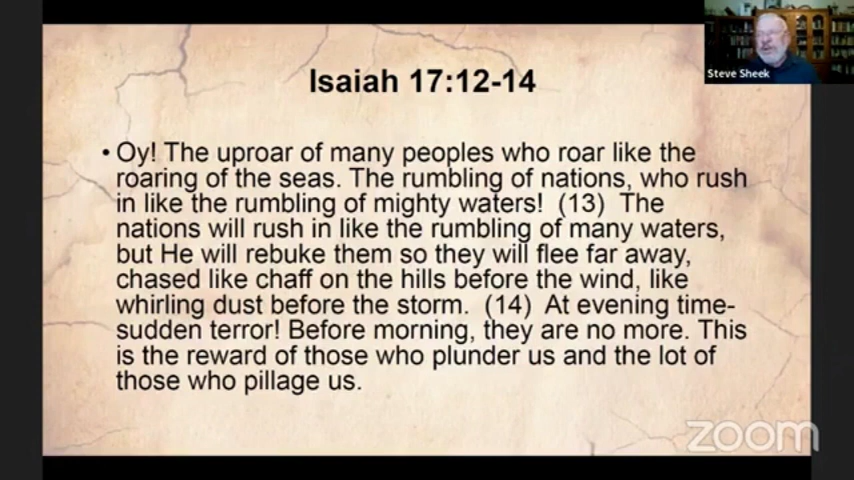 Steve Sheek
Isaiah 17:12-14
• Oy! The uproar of many peoples who roar like the
roaring of the seas. The rumbling of nations, who rush
in like the rumbling of mighty waters! (13) The
nations will rush in like the rumbling of many waters,
but He will rebuke them so they will flee far away,
chased like chaff on the hills before the wind, like
whirling dust before the storm. (14) At evening time-
sudden terror! Before morning, they are no more. This
is the reward of those who plunder us and the lot of
those who pillage us.
zoom